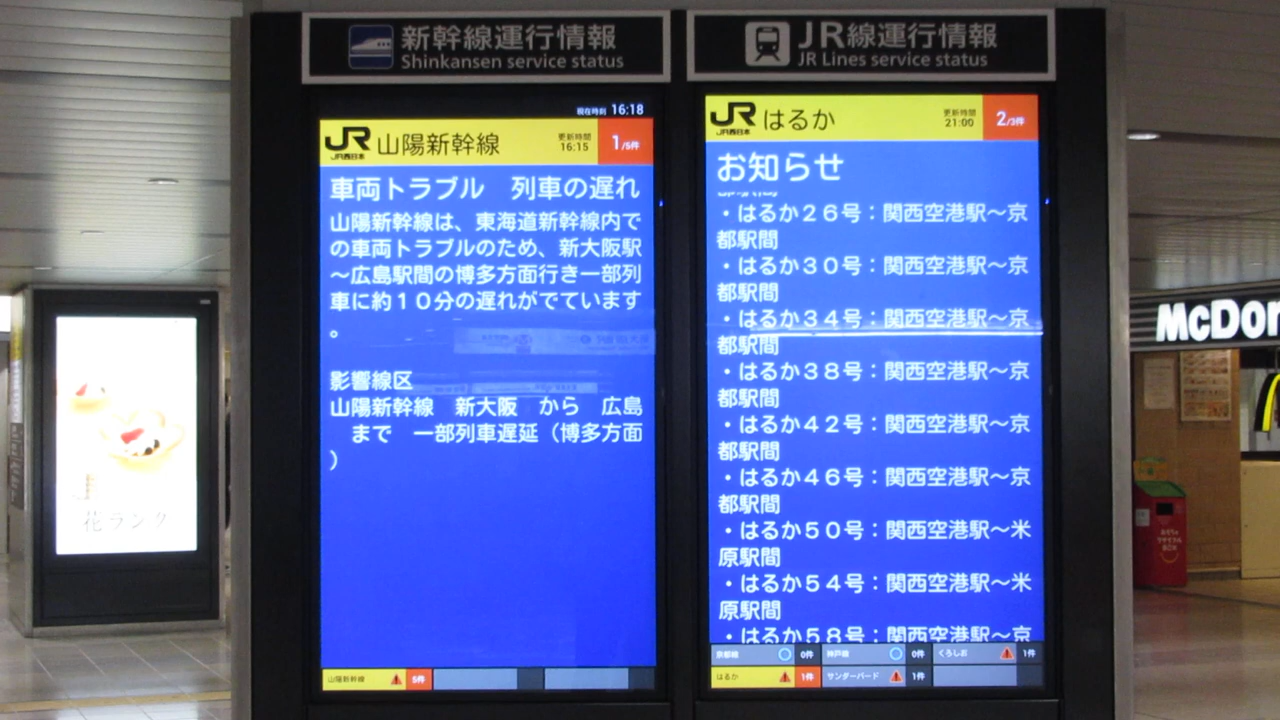 新幹線運行情報
Shinkansen service status
現在時刻 16:18
JR
JR西日本
山陽新幹線
更新時間
16:15
1/5件
車両トラブル 列車の遅れ
山陽新幹線は、東海道新幹線内で
の車両トラブルのため、新大阪駅
~広島駅間の博多方面行き一部列
車に約10分の遅れがでています
。
影響線区
山陽新幹線 新大阪 から 広島
まで 一部列車遅延(博多方面
)
山陽新幹線
5件
JR線運行情報
JR Lines service status
JR
JR西日本
はるか
更新時間
21:00
2/3件
お知らせ
都駅間
・はるか26号:関西空港駅~京
都駅間
・はるか30号:関西空港駅~京
都駅間
・はるか34号:関西空港駅~京
都駅間
・はるか38号:関西空港駅~京
都駅間
・はるか42号:関西空港駅~京
都駅間
・はるか46号:関西空港駅~京
都駅間
・はるか50号:関西空港駅~米
原駅間
・はるか54号:関西空港駅~米
原駅間
・はるか58号:関西空港駅~京
京都線 0件 神戸線 0件 くろしお 1件
はるか 1件 サンダーバード 1件
花ランク
McDon